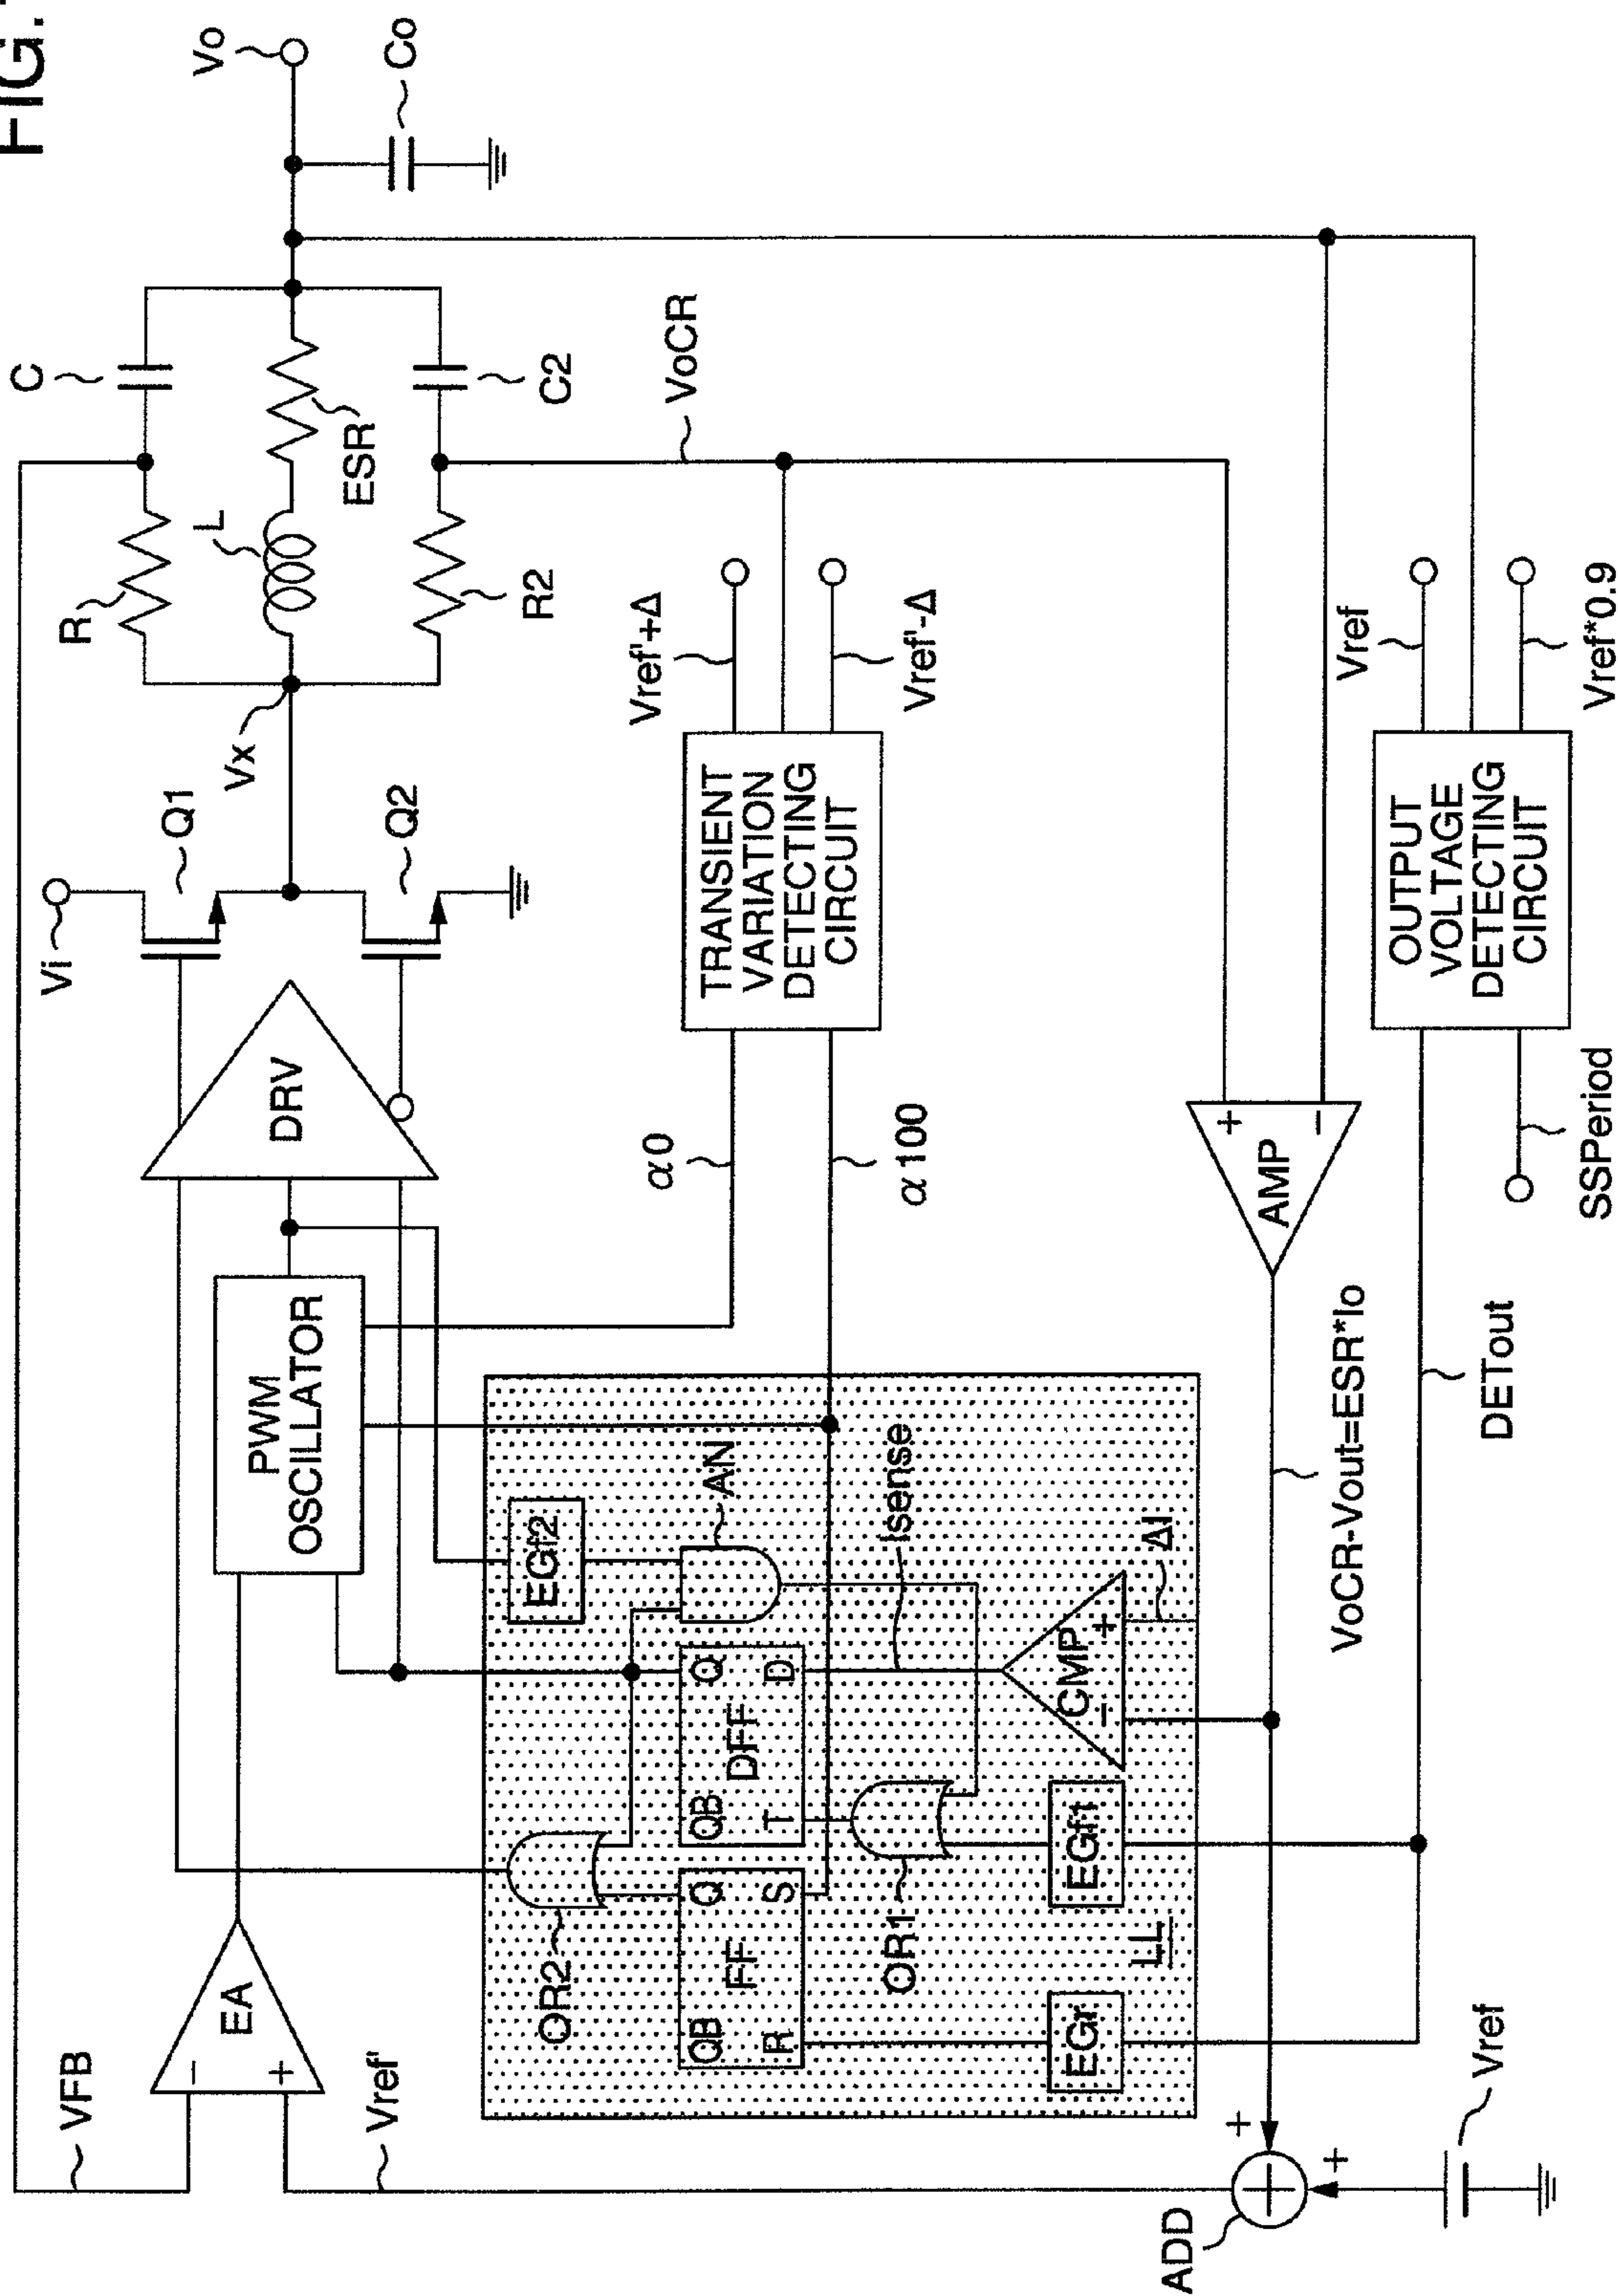 FIG.
VFB
EA
−
+
Vref'
PWM
OSCILLATOR
DRV
Vi
Q1
Q2
Vx
R
C
L
ESR
R2
C2
Vo
Co
VoCR
OR2
EGf2
AN
QB
FF
Q
R
S
QB
DFF
Q
T
D
Isense
OR1
CMP
−
+
ΔI
EGr
EGf1
LL
α0
α100
TRANSIENT
VARIATION
DETECTING
CIRCUIT
Vref'+Δ
Vref'-Δ
AMP
+
−
VoCR-Vout=ESR*Io
ADD
+
+
Vref
DETout
SSPeriod
OUTPUT
VOLTAGE
DETECTING
CIRCUIT
Vref
Vref*0.9